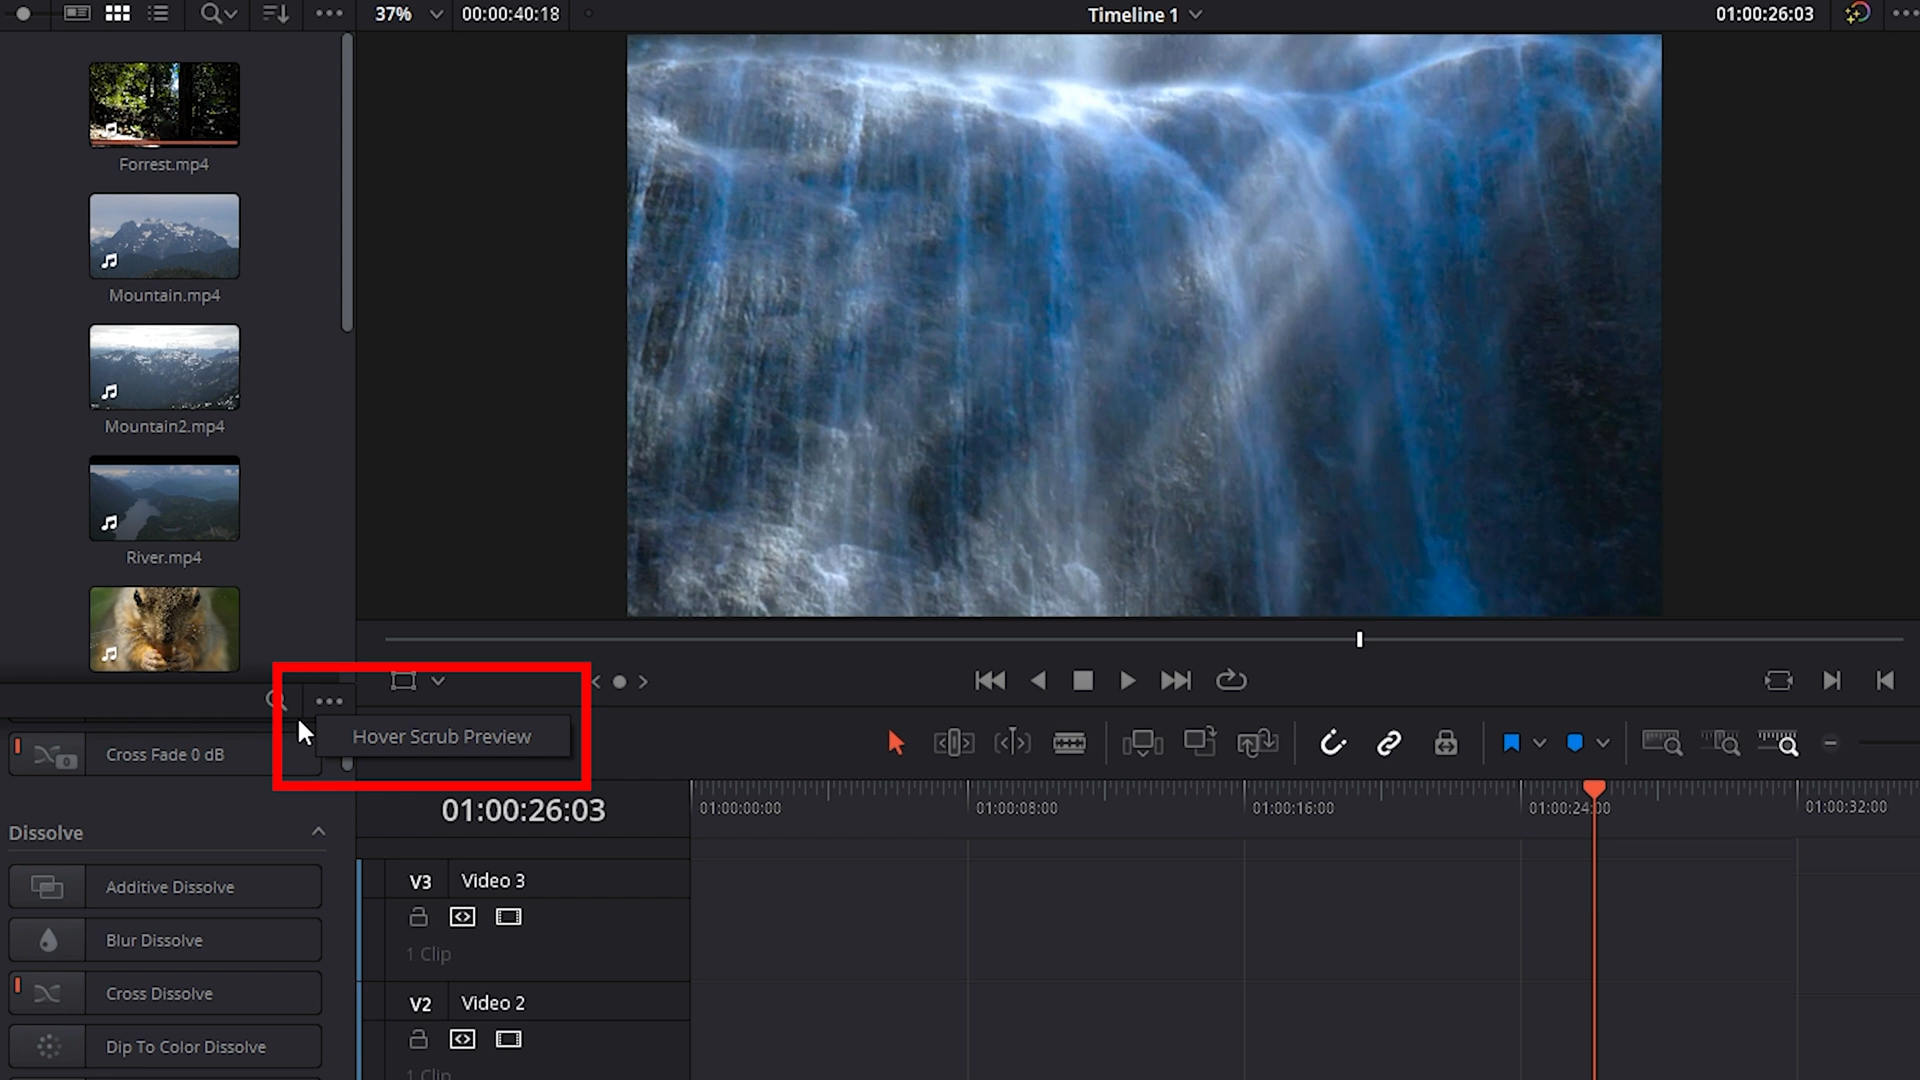 37%
00:00:40:18
Timeline 1
01:00:26:03
Forrest.mp4
Mountain.mp4
Mountain2.mp4
River.mp4
Hover Scrub Preview
Cross Fade 0 dB
01:00:26:03
01:00:00:00
01:00:08:00
01:00:16:00
01:00:24:00
01:00:32:00
Dissolve
V3 Video 3
Additive Dissolve
Blur Dissolve
1 Clip
Cross Dissolve
V2 Video 2
Dip To Color Dissolve
1 Clip